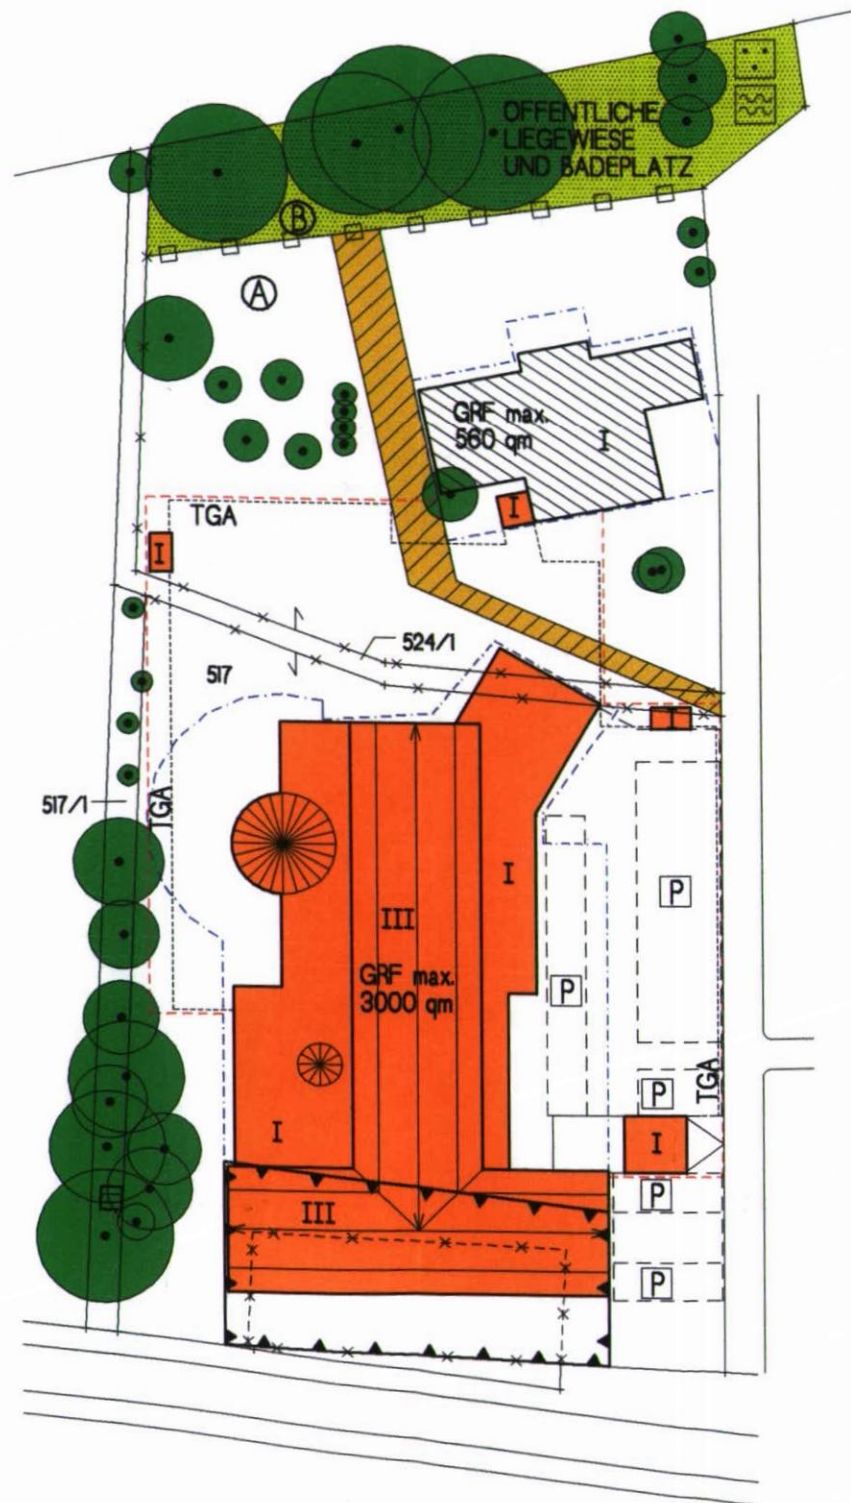 OFFENTLICHE
LIEGEWIESE
UND BADEPLATZ
B
A
GRF max.
560 qm
I
I
TGA
I
524/1
517
I
TGA
517/1
P
I
III
GRF max.
3000 qm
P
TGA
P
I
I
P
III
P